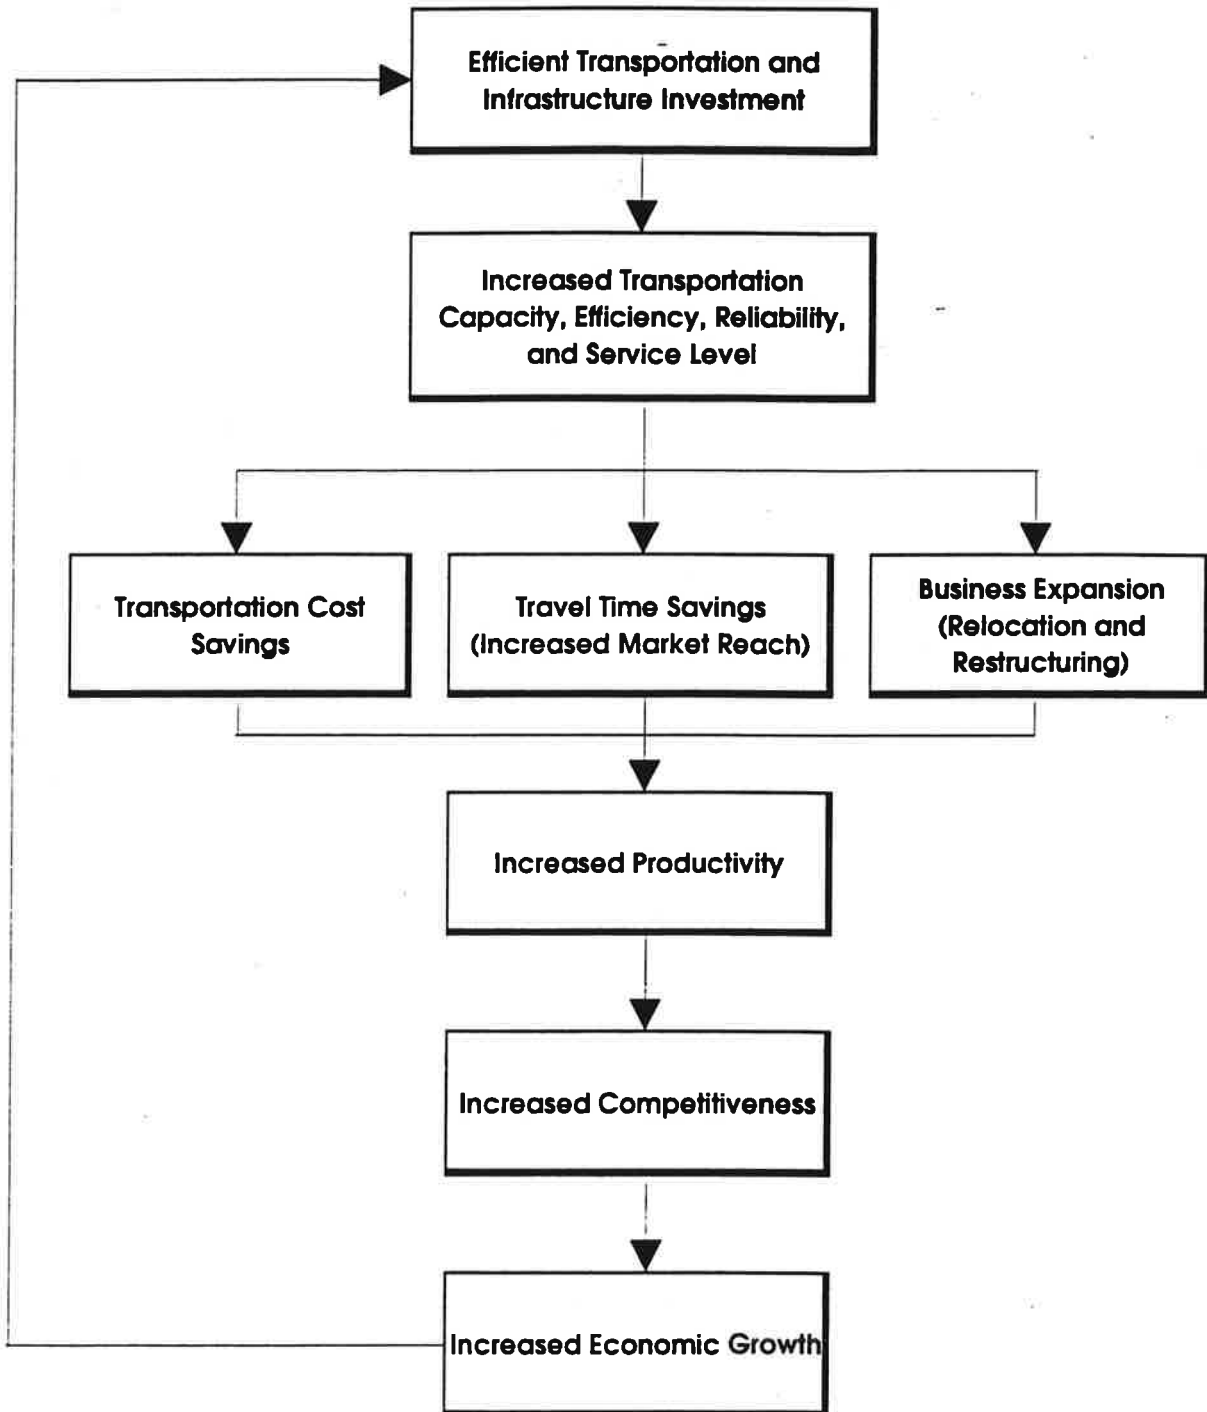 Efficient Transportation and
Infrastructure Investment
Increased Transportation
Capacity, Efficiency, Reliability,
and Service Level
Transportation Cost
Savings
Travel Time Savings
(Increased Market Reach)
Business Expansion
(Relocation and
Restructuring)
Increased Productivity
Increased Competitiveness
Increased Economic Growth